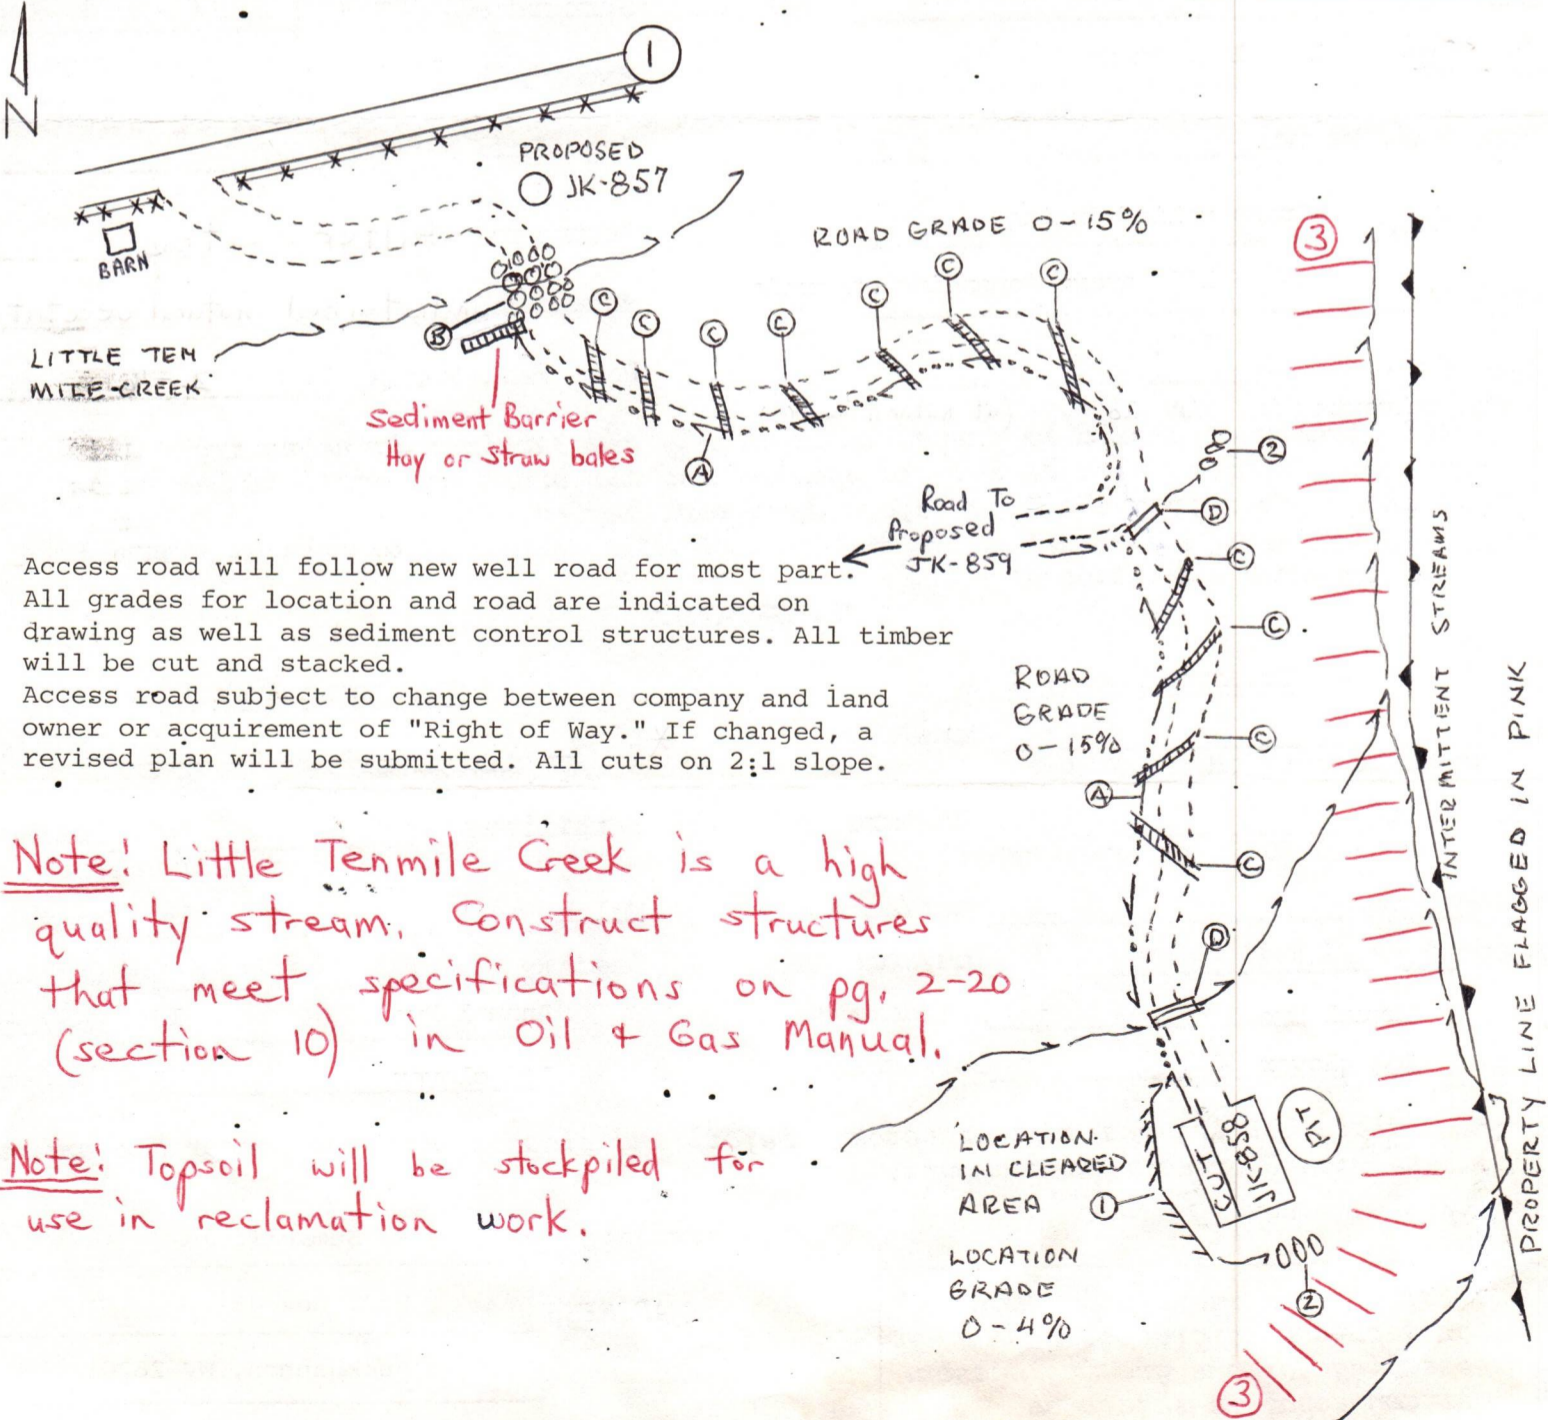 N
1
PROPOSED
JK-857
BARN
ROAD GRADE 0-15%
3
C
C
C
C
C
C
C
B
LITTLE TEN
MILE-CREEK
Sediment Barrier
Hay or Straw bales
A
2
Road To
Proposed
JK-859
D
C
C
Access road will follow new well road for most part.
All grades for location and road are indicated on
drawing as well as sediment control structures. All timber
will be cut and stacked.
Access road subject to change between company and land
owner or acquirement of "Right of Way." If changed, a
revised plan will be submitted. All cuts on 2:1 slope.
ROAD
GRADE
0-15%
C
A
C
INTERMITTENT STREAMS
PROPERTY LINE FLAGGED IN PINK
Note! Little Tenmile Creek is a high
quality stream. Construct structures
that meet specifications on pg. 2-20
(section 10) in Oil & Gas Manual.
D
Note! Topsoil will be stockpiled for
use in reclamation work.
LOCATION
IN CLEARED
AREA
1
CUT
JK-858
PIT
LOCATION
GRADE
0-4%
2
3